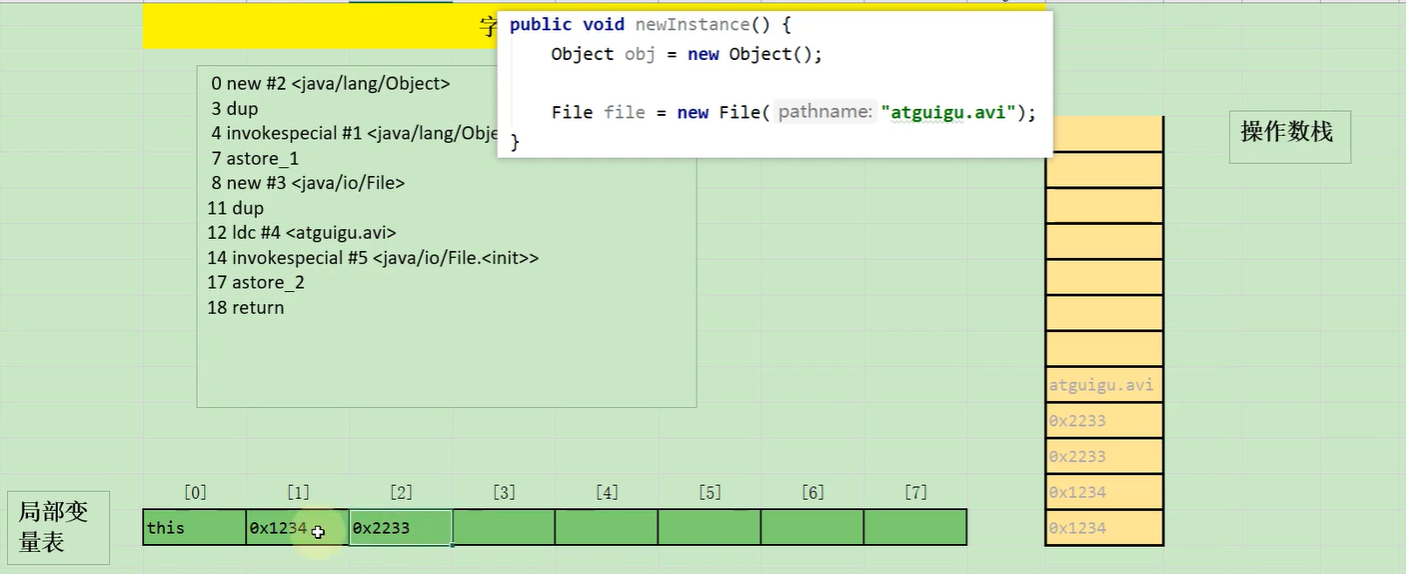 字
public void newInstance() {
Object obj = new Object();
File file = new File( pathname: "atguigu.avi");
}
0 new #2 <java/lang/Object>
3 dup
4 invokespecial #1 <java/lang/Obje
7 astore_1
8 new #3 <java/io/File>
11 dup
12 ldc #4 <atguigu.avi>
14 invokespecial #5 <java/io/File.<init>>
17 astore_2
18 return
操作数栈
atguigu.avi
0x2233
0x2233
0x1234
0x1234
[0] [1] [2] [3] [4] [5] [6] [7]
局部变
量表
this 0x1234 0x2233